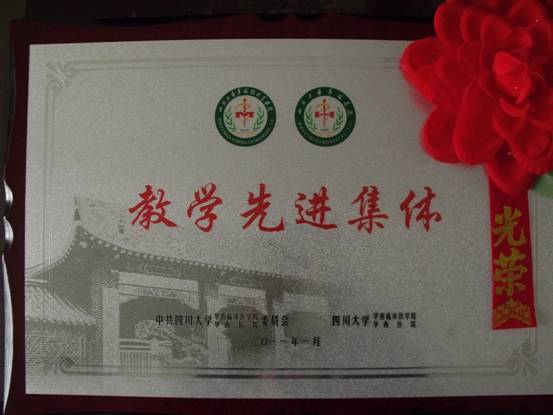 教学先进集体
光荣
中共四川大学华西临床医学院华西医院委员会 四川大学华西临床医学院华西医院
二〇一一年一月